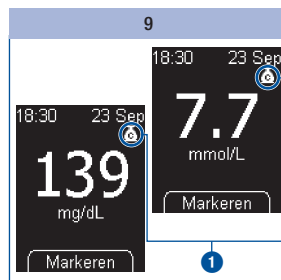 9
18:30 23 Sep
c
139
mg/dL
Markeren
18:30 23 Sep
c
7.7
mmol/L
Markeren
1